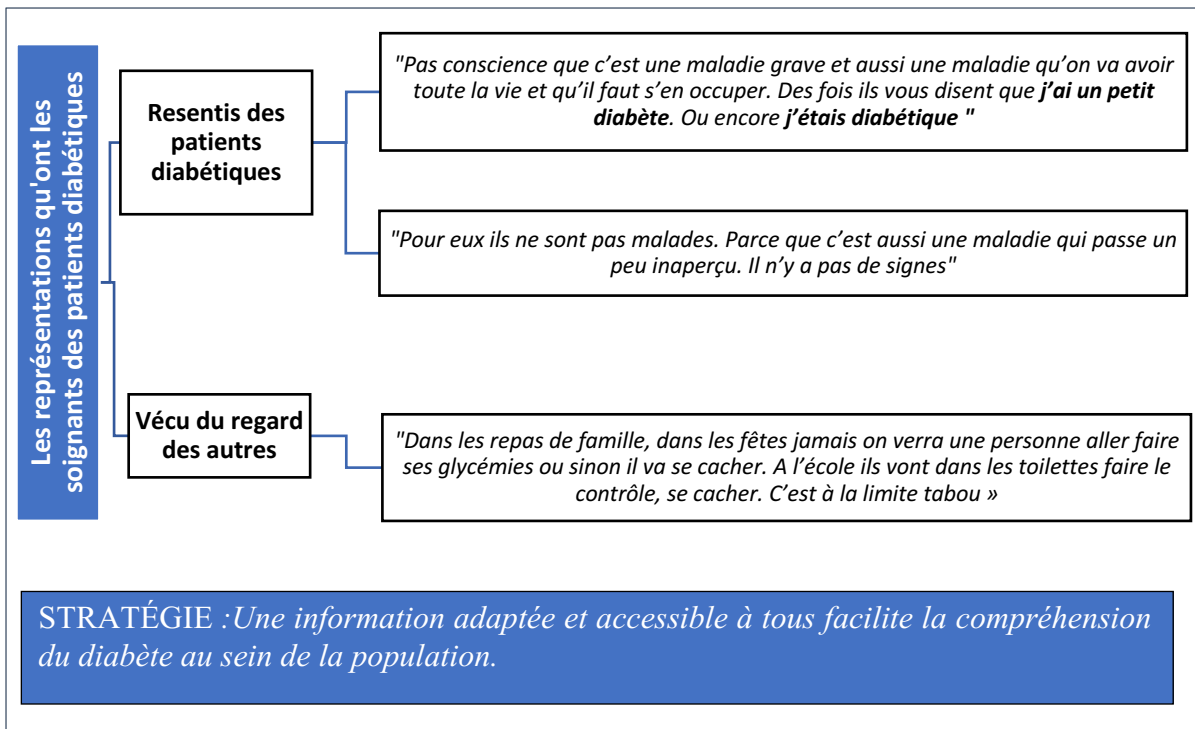 Les représentations qu'ont les
soignants des patients diabétiques
Resentis des
patients
diabétiques
"Pas conscience que c’est une maladie grave et aussi une maladie qu’on va avoir
toute la vie et qu’il faut s’en occuper. Des fois ils vous disent que j’ai un petit
diabète. Ou encore j’étais diabétique "
"Pour eux ils ne sont pas malades. Parce que c’est aussi une maladie qui passe un
peu inaperçu. Il n’y a pas de signes"
Vécu du regard
des autres
"Dans les repas de famille, dans les fêtes jamais on verra une personne aller faire
ses glycémies ou sinon il va se cacher. A l’école ils vont dans les toilettes faire le
contrôle, se cacher. C’est à la limite tabou »
STRATÉGIE :Une information adaptée et accessible à tous facilite la compréhension
du diabète au sein de la population.